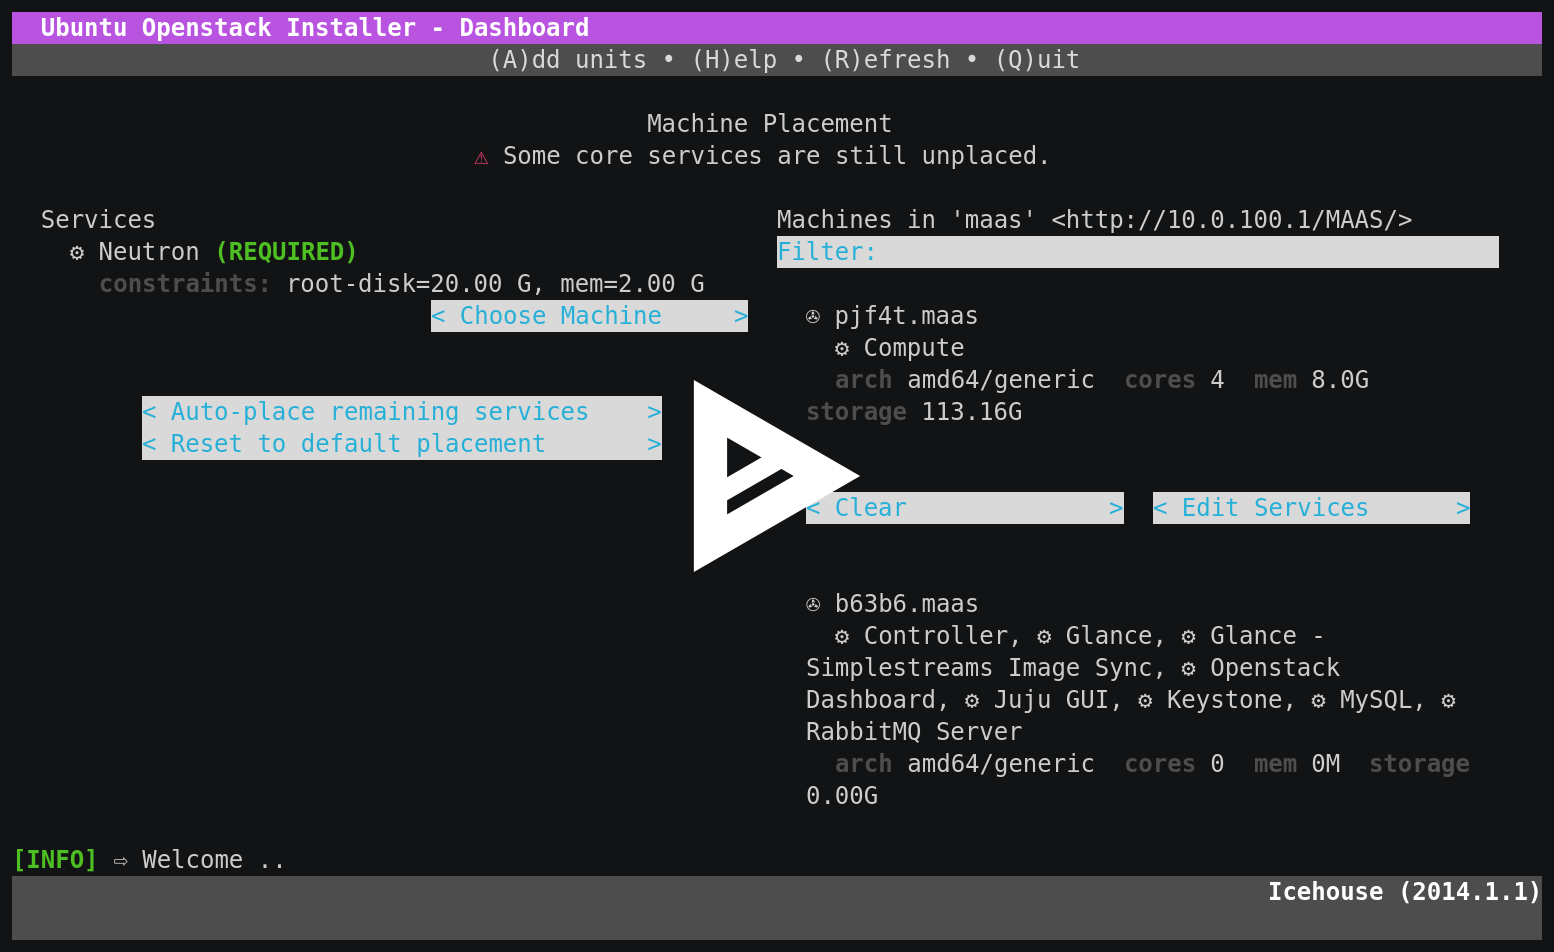 Ubuntu Openstack Installer - Dashboard
(A)dd units • (H)elp • (R)efresh • (Q)uit
Machine Placement
⚠ Some core services are still unplaced.
Services
⚙ Neutron (REQUIRED)
constraints: root-disk=20.00 G, mem=2.00 G
< Choose Machine >
< Auto-place remaining services >
< Reset to default placement >
Machines in 'maas' <http://10.0.100.1/MAAS/>
Filter:
✇ pjf4t.maas
⚙ Compute
arch amd64/generic cores 4 mem 8.0G
storage 113.16G
< Clear > < Edit Services >
✇ b63b6.maas
⚙ Controller, ⚙ Glance, ⚙ Glance -
Simplestreams Image Sync, ⚙ Openstack
Dashboard, ⚙ Juju GUI, ⚙ Keystone, ⚙ MySQL, ⚙
RabbitMQ Server
arch amd64/generic cores 0 mem 0M storage
0.00G
[INFO] ⇨ Welcome ..
Icehouse (2014.1.1)